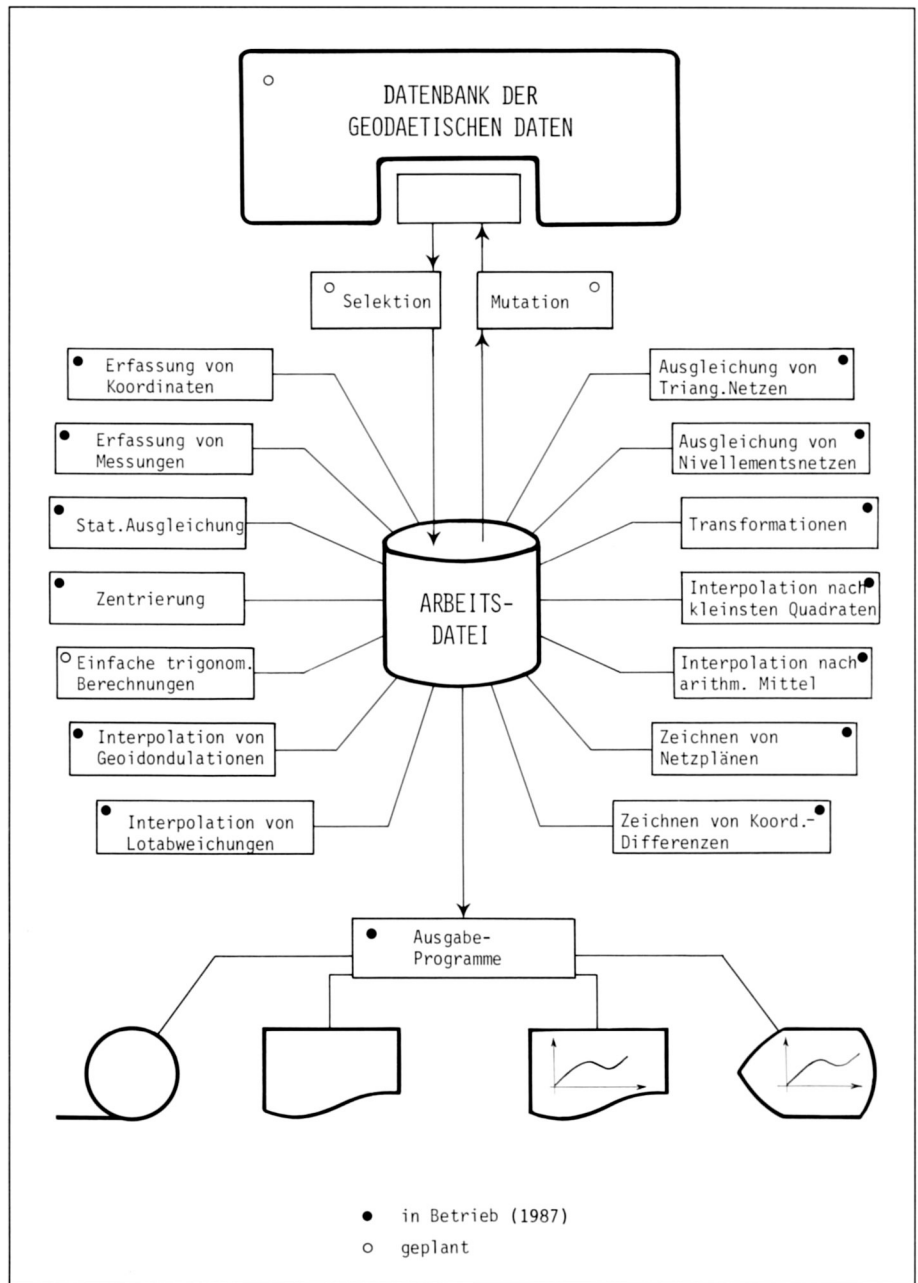 DATENBANK DER
GEODAETISCHEN DATEN
Selektion
Mutation
Erfassung von
Koordinaten
Erfassung von
Messungen
Stat.Ausgleichung
Zentrierung
Einfache trigonom.
Berechnungen
Interpolation von
Geoidondulationen
Interpolation von
Lotabweichungen
ARBEITS-
DATEI
Ausgleichung von
Triang.Netzen
Ausgleichung von
Nivellementsnetzen
Transformationen
Interpolation nach
kleinsten Quadraten
Interpolation nach
arithm. Mittel
Zeichnen von
Netzplänen
Zeichnen von Koord.-
Differenzen
Ausgabe-
Programme
● in Betrieb (1987)
○ geplant